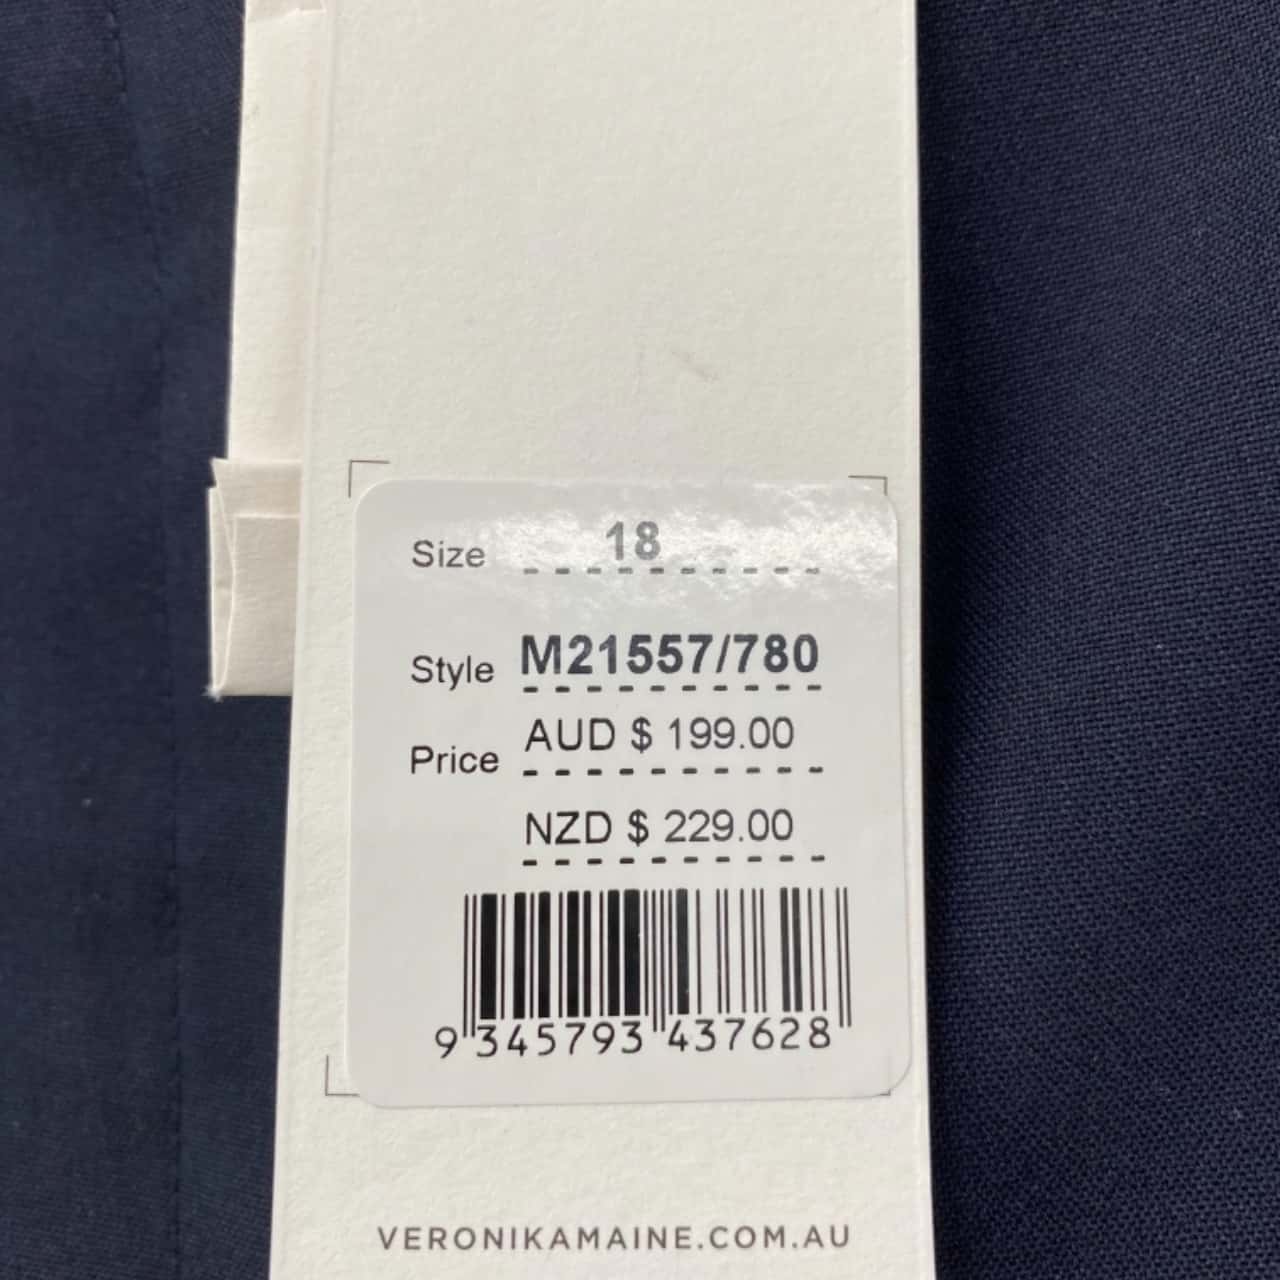 Size 18
Style M21557/780
Price AUD $ 199.00
NZD $ 229.00
9 345793 437628
VERONIKAMAINE.COM.AU